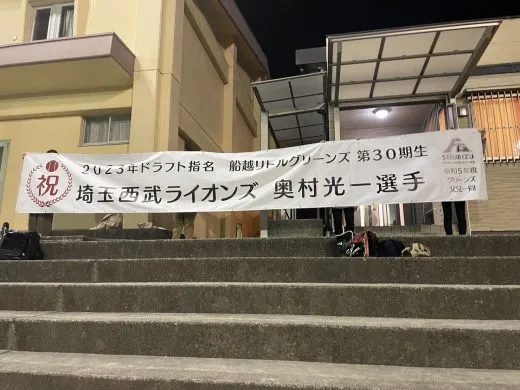 祝
2023年ドラフト指名 船越リトルグリーンズ 第30期生
埼玉西武ライオンズ 奥村光一選手
SHIMIZU
令和5年度
グリーンズ
父母一同